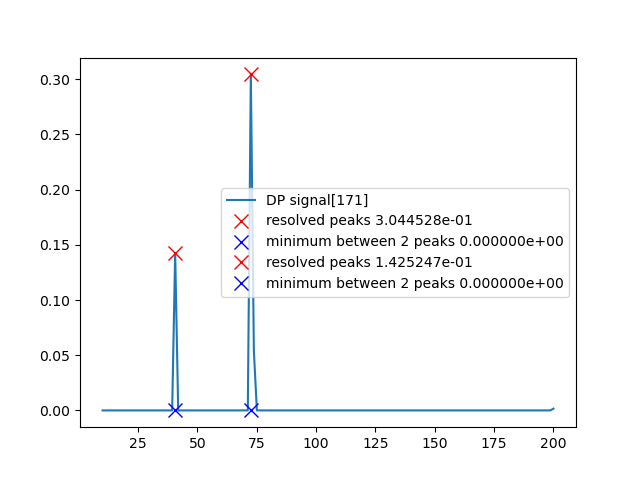 0.30
0.25
0.20
0.15
0.10
0.05
0.00
DP signal[171]
resolved peaks 3.044528e-01
minimum between 2 peaks 0.000000e+00
resolved peaks 1.425247e-01
minimum between 2 peaks 0.000000e+00
25 50 75 100 125 150 175 200